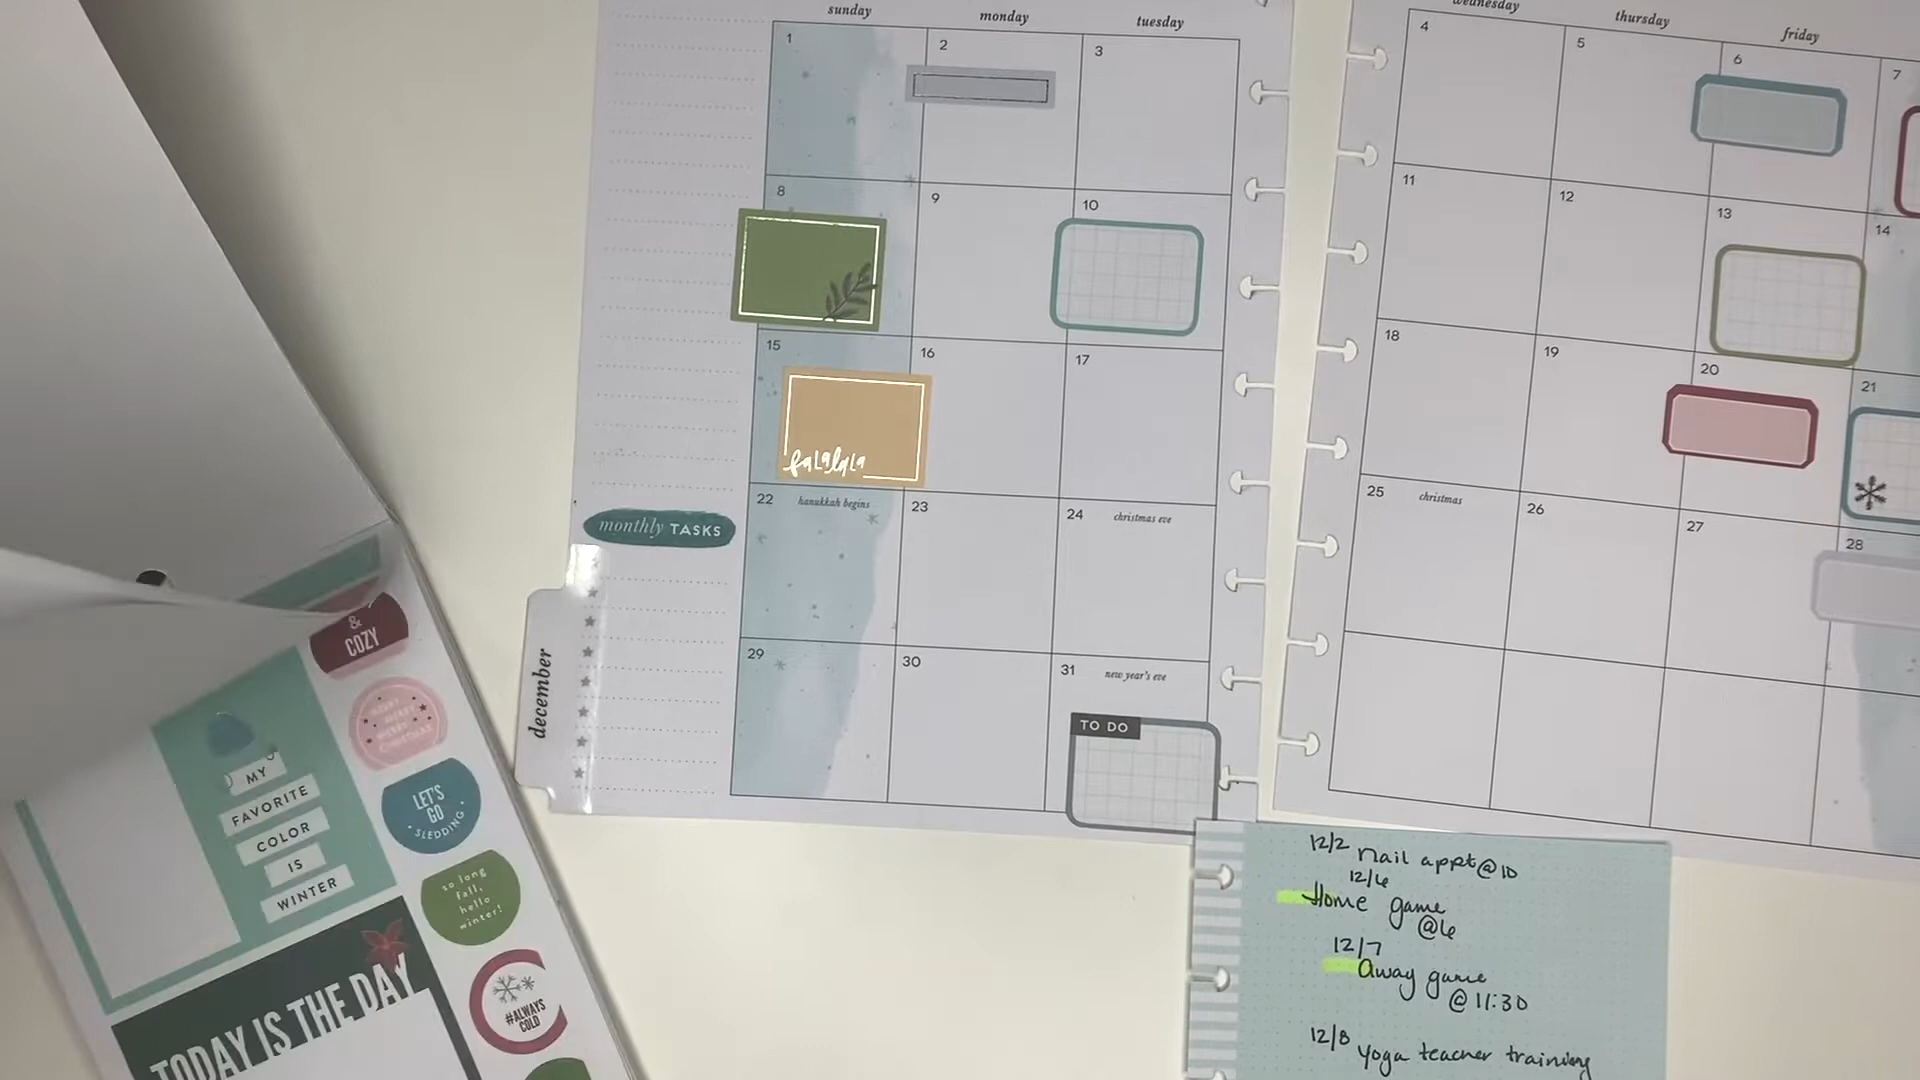 sunday
monday
tuesday
wednesday
thursday
friday
1
2
3
4
5
6
7
8
9
10
11
12
13
14
15
16
17
18
19
20
21
falalala
22
hanukkah begins
23
24
christmas eve
25
christmas
26
27
28
29
30
31
new year's eve
monthly TASKS
TO DO
december
&
COZY
MERRY
MERRY
MERRY
CHRISTMAS
MY
FAVORITE
COLOR
IS
WINTER
LET'S
GO
SLEDDING
so long
fall,
hello
winter!
#ALWAYS
COLD
TODAY IS THE DAY
12/2 nail appt@10
12/6
Home game
@6
12/7
Away game
@ 11:30
12/8 yoga teacher training